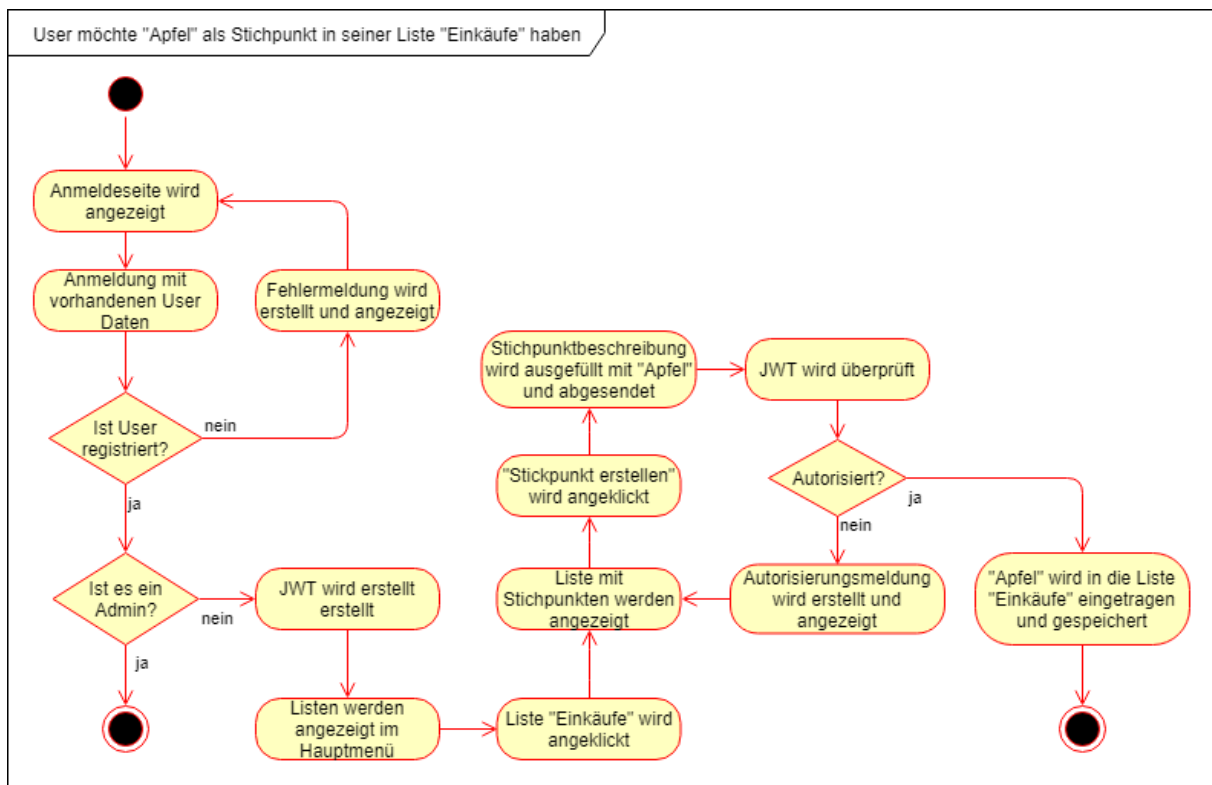 User möchte "Apfel" als Stichpunkt in seiner Liste "Einkäufe" haben
Anmeldeseite wird
angezeigt
Anmeldung mit
vorhandenen User
Daten
Fehlermeldung wird
erstellt und angezeigt
Ist User
registriert?
nein
ja
Ist es ein
Admin?
nein
ja
JWT wird erstellt
erstellt
Listen werden
angezeigt im
Hauptmenü
Liste "Einkäufe" wird
angeklickt
Liste mit
Stichpunkten werden
angezeigt
"Stickpunkt erstellen"
wird angeklickt
Stichpunktbeschreibung
wird ausgefüllt mit "Apfel"
und abgesendet
JWT wird überprüft
Autorisiert?
ja
nein
Autorisierungsmeldung
wird erstellt und
angezeigt
"Apfel" wird in die Liste
"Einkäufe" eingetragen
und gespeichert